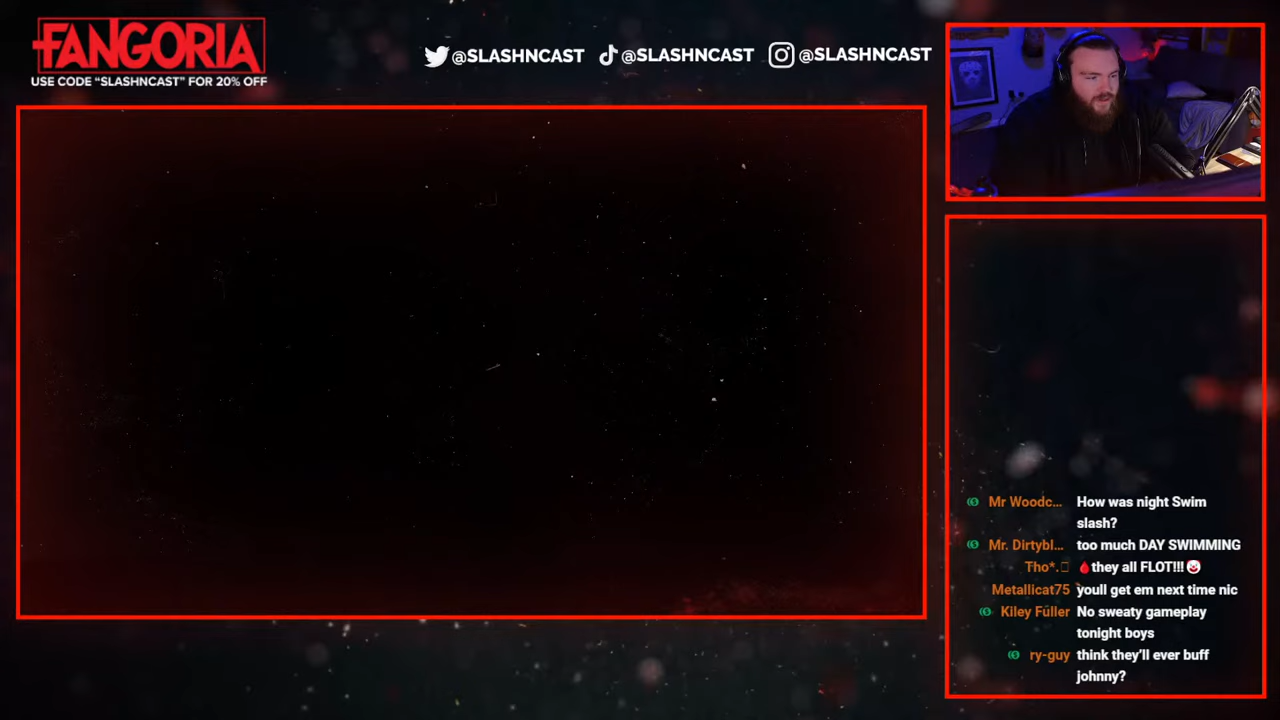 FANGORIA
USE CODE “SLASHNCAST” FOR 20% OFF
@SLASHNCAST @SLASHNCAST @SLASHNCAST
Mr Woodc... How was night Swim
slash?
Mr. Dirtybl... too much DAY SWIMMING
Tho*. 🩸they all FLOT!!!🤡
Metallicat75 youll get em next time nic
Kiley Fuller No sweaty gameplay
tonight boys
ry-guy think they'll ever buff
johnny?